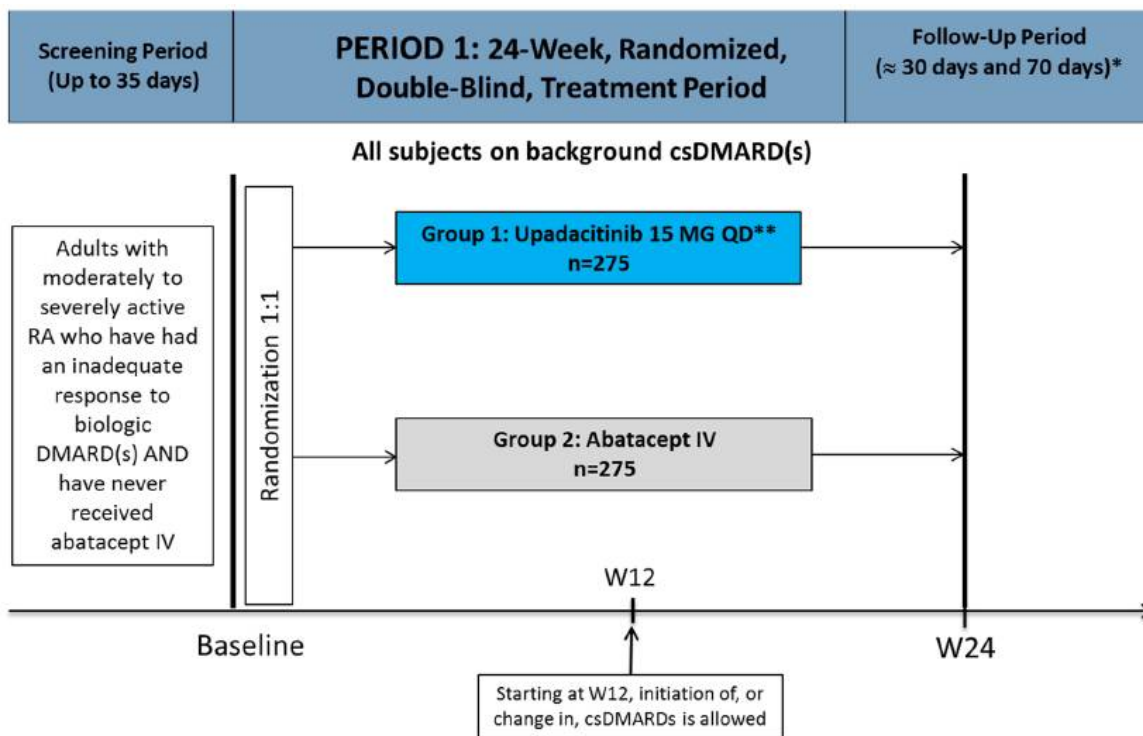 Screening Period
(Up to 35 days)
PERIOD 1: 24-Week, Randomized,
Double-Blind, Treatment Period
Follow-Up Period
(≈ 30 days and 70 days)*
All subjects on background csDMARD(s)
Adults with
moderately to
severely active
RA who have had
an inadequate
response to
biologic
DMARD(s) AND
have never
received
abatacept IV
Randomization 1:1
Group 1: Upadacitinib 15 MG QD**
n=275
Group 2: Abatacept IV
n=275
W12
Baseline
W24
Starting at W12, initiation of, or
change in, csDMARDs is allowed